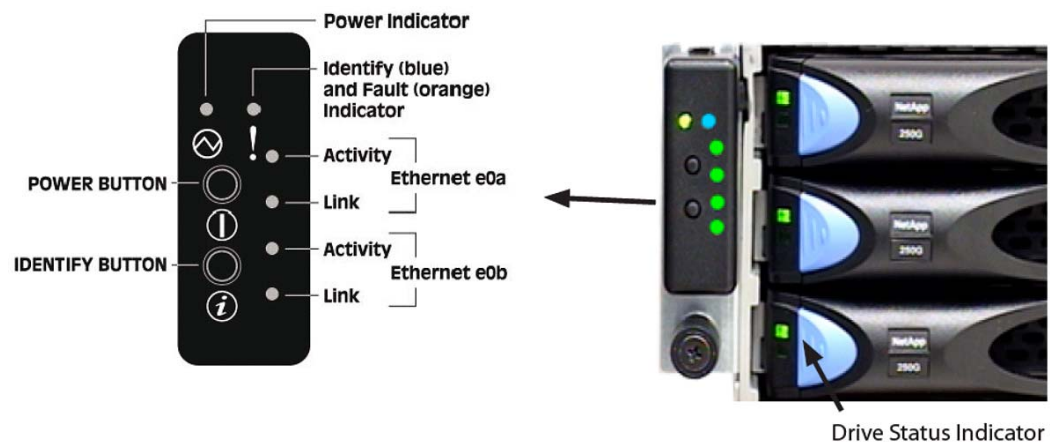 Power Indicator
Identify (blue)
and Fault (orange)
Indicator
Activity
Ethernet e0a
POWER BUTTON
Link
Activity
IDENTIFY BUTTON
Ethernet e0b
Link
i
NetApp
250G
NetApp
250G
NetApp
250G
Drive Status Indicator